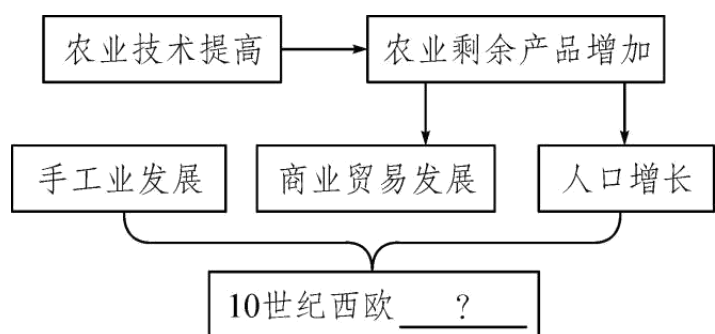 农业技术提高
农业剩余产品增加
手工业发展
商业贸易发展
人口增长
10世纪西欧 ?